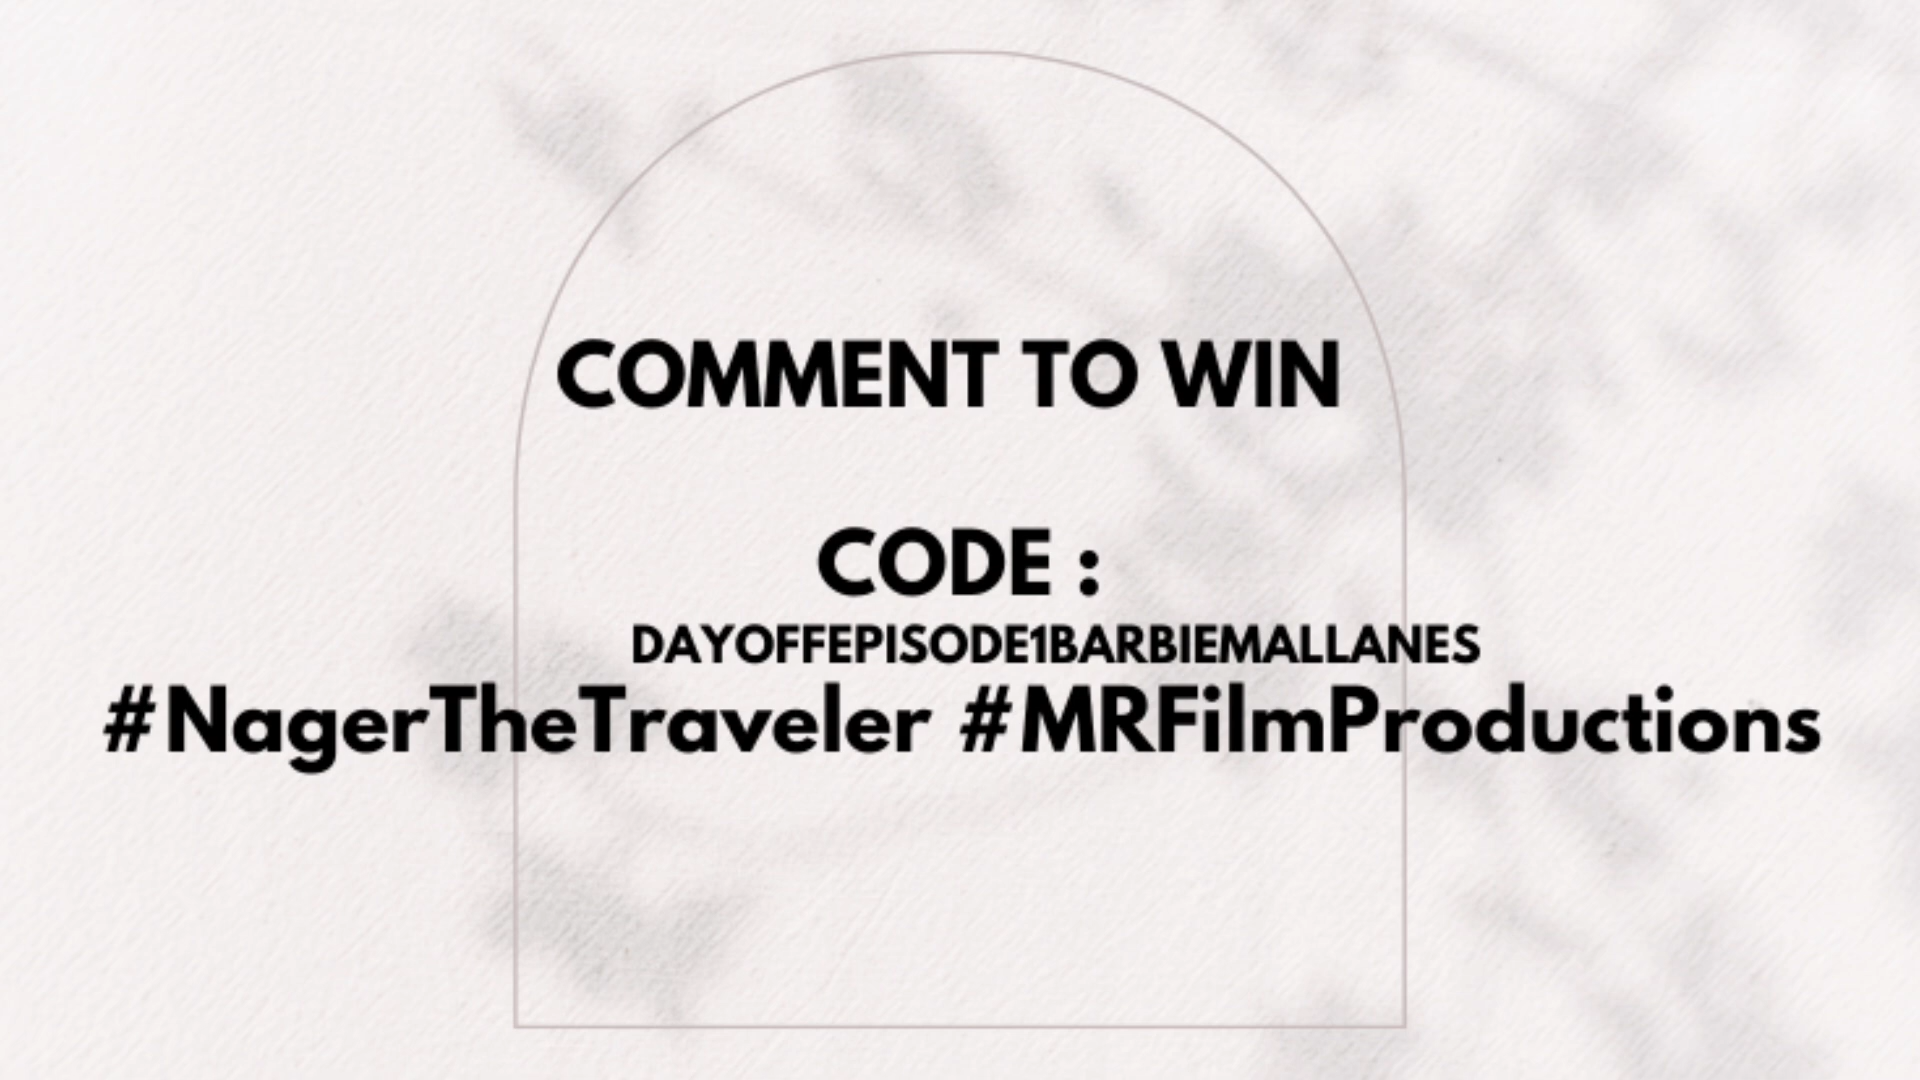 COMMENT TO WIN
CODE :
DAYOFFEPISODE1BARBIEMALLANES
#NagerTheTraveler #MRFilmProductions